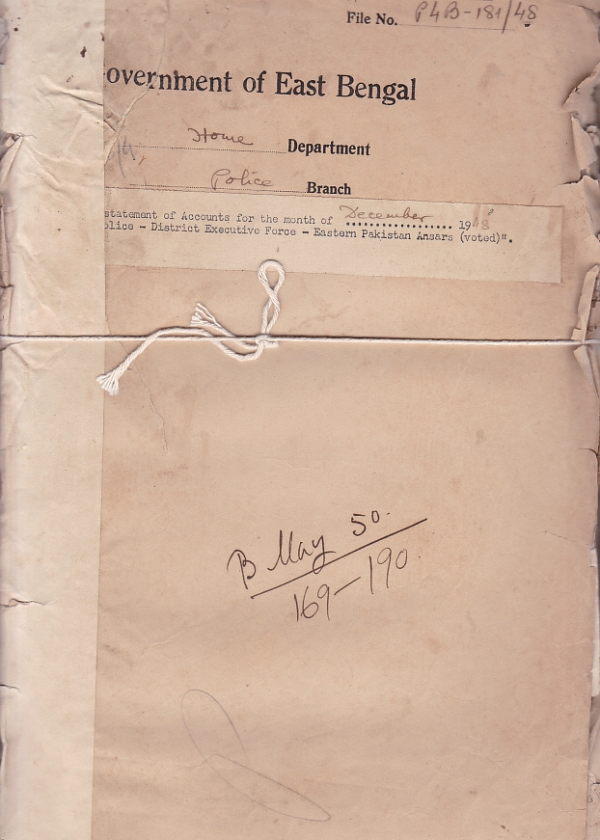 File No. P4B-181/48
overnment of East Bengal
Home Department
Police Branch
statement of Accounts for the month of December 1948
olice - District Executive Force - Eastern Pakistan Ansars (voted)".
B May 50.
169-190.